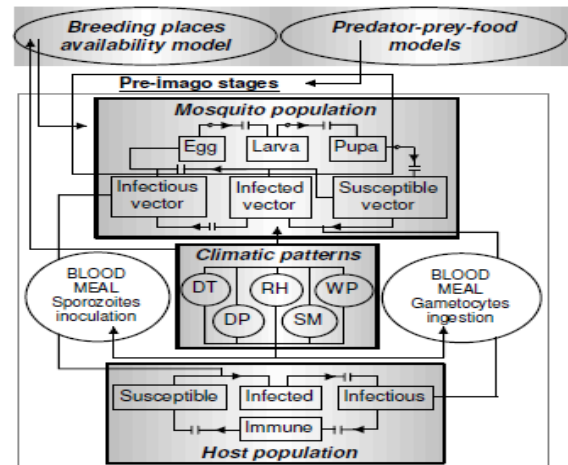 Breeding places
availability model
Predator-prey-food
models
Pre-imago stages
Mosquito population
Egg
Larva
Pupa
Infectious
vector
Infected
vector
Susceptible
vector
Climatic patterns
DT
RH
WP
DP
SM
BLOOD
MEAL
Sporozoites
inoculation
BLOOD
MEAL
Gametocytes
ingestion
Susceptible
Infected
Infectious
Immune
Host population